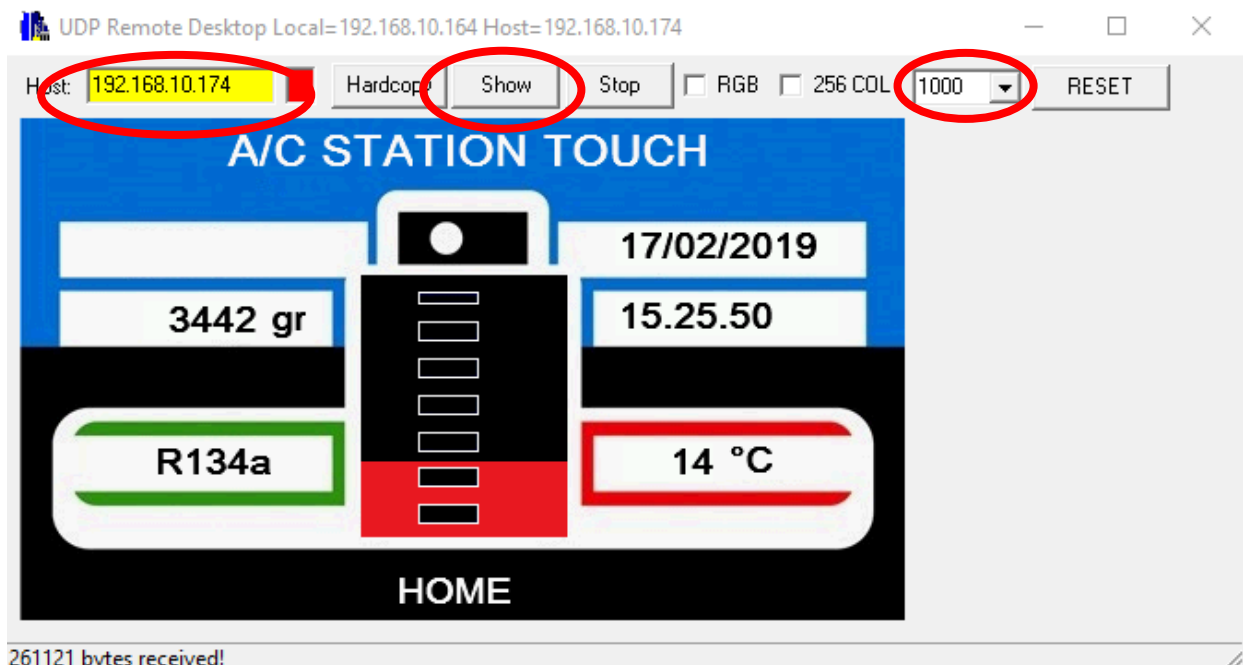 UDP Remote Desktop Local=192.168.10.164 Host=192.168.10.174
Host: 192.168.10.174 Hardcopy Show Stop RGB 256 COL 1000 RESET
A/C STATION TOUCH
17/02/2019
3442 gr 15.25.50
R134a 14 °C
HOME
261121 bytes received!